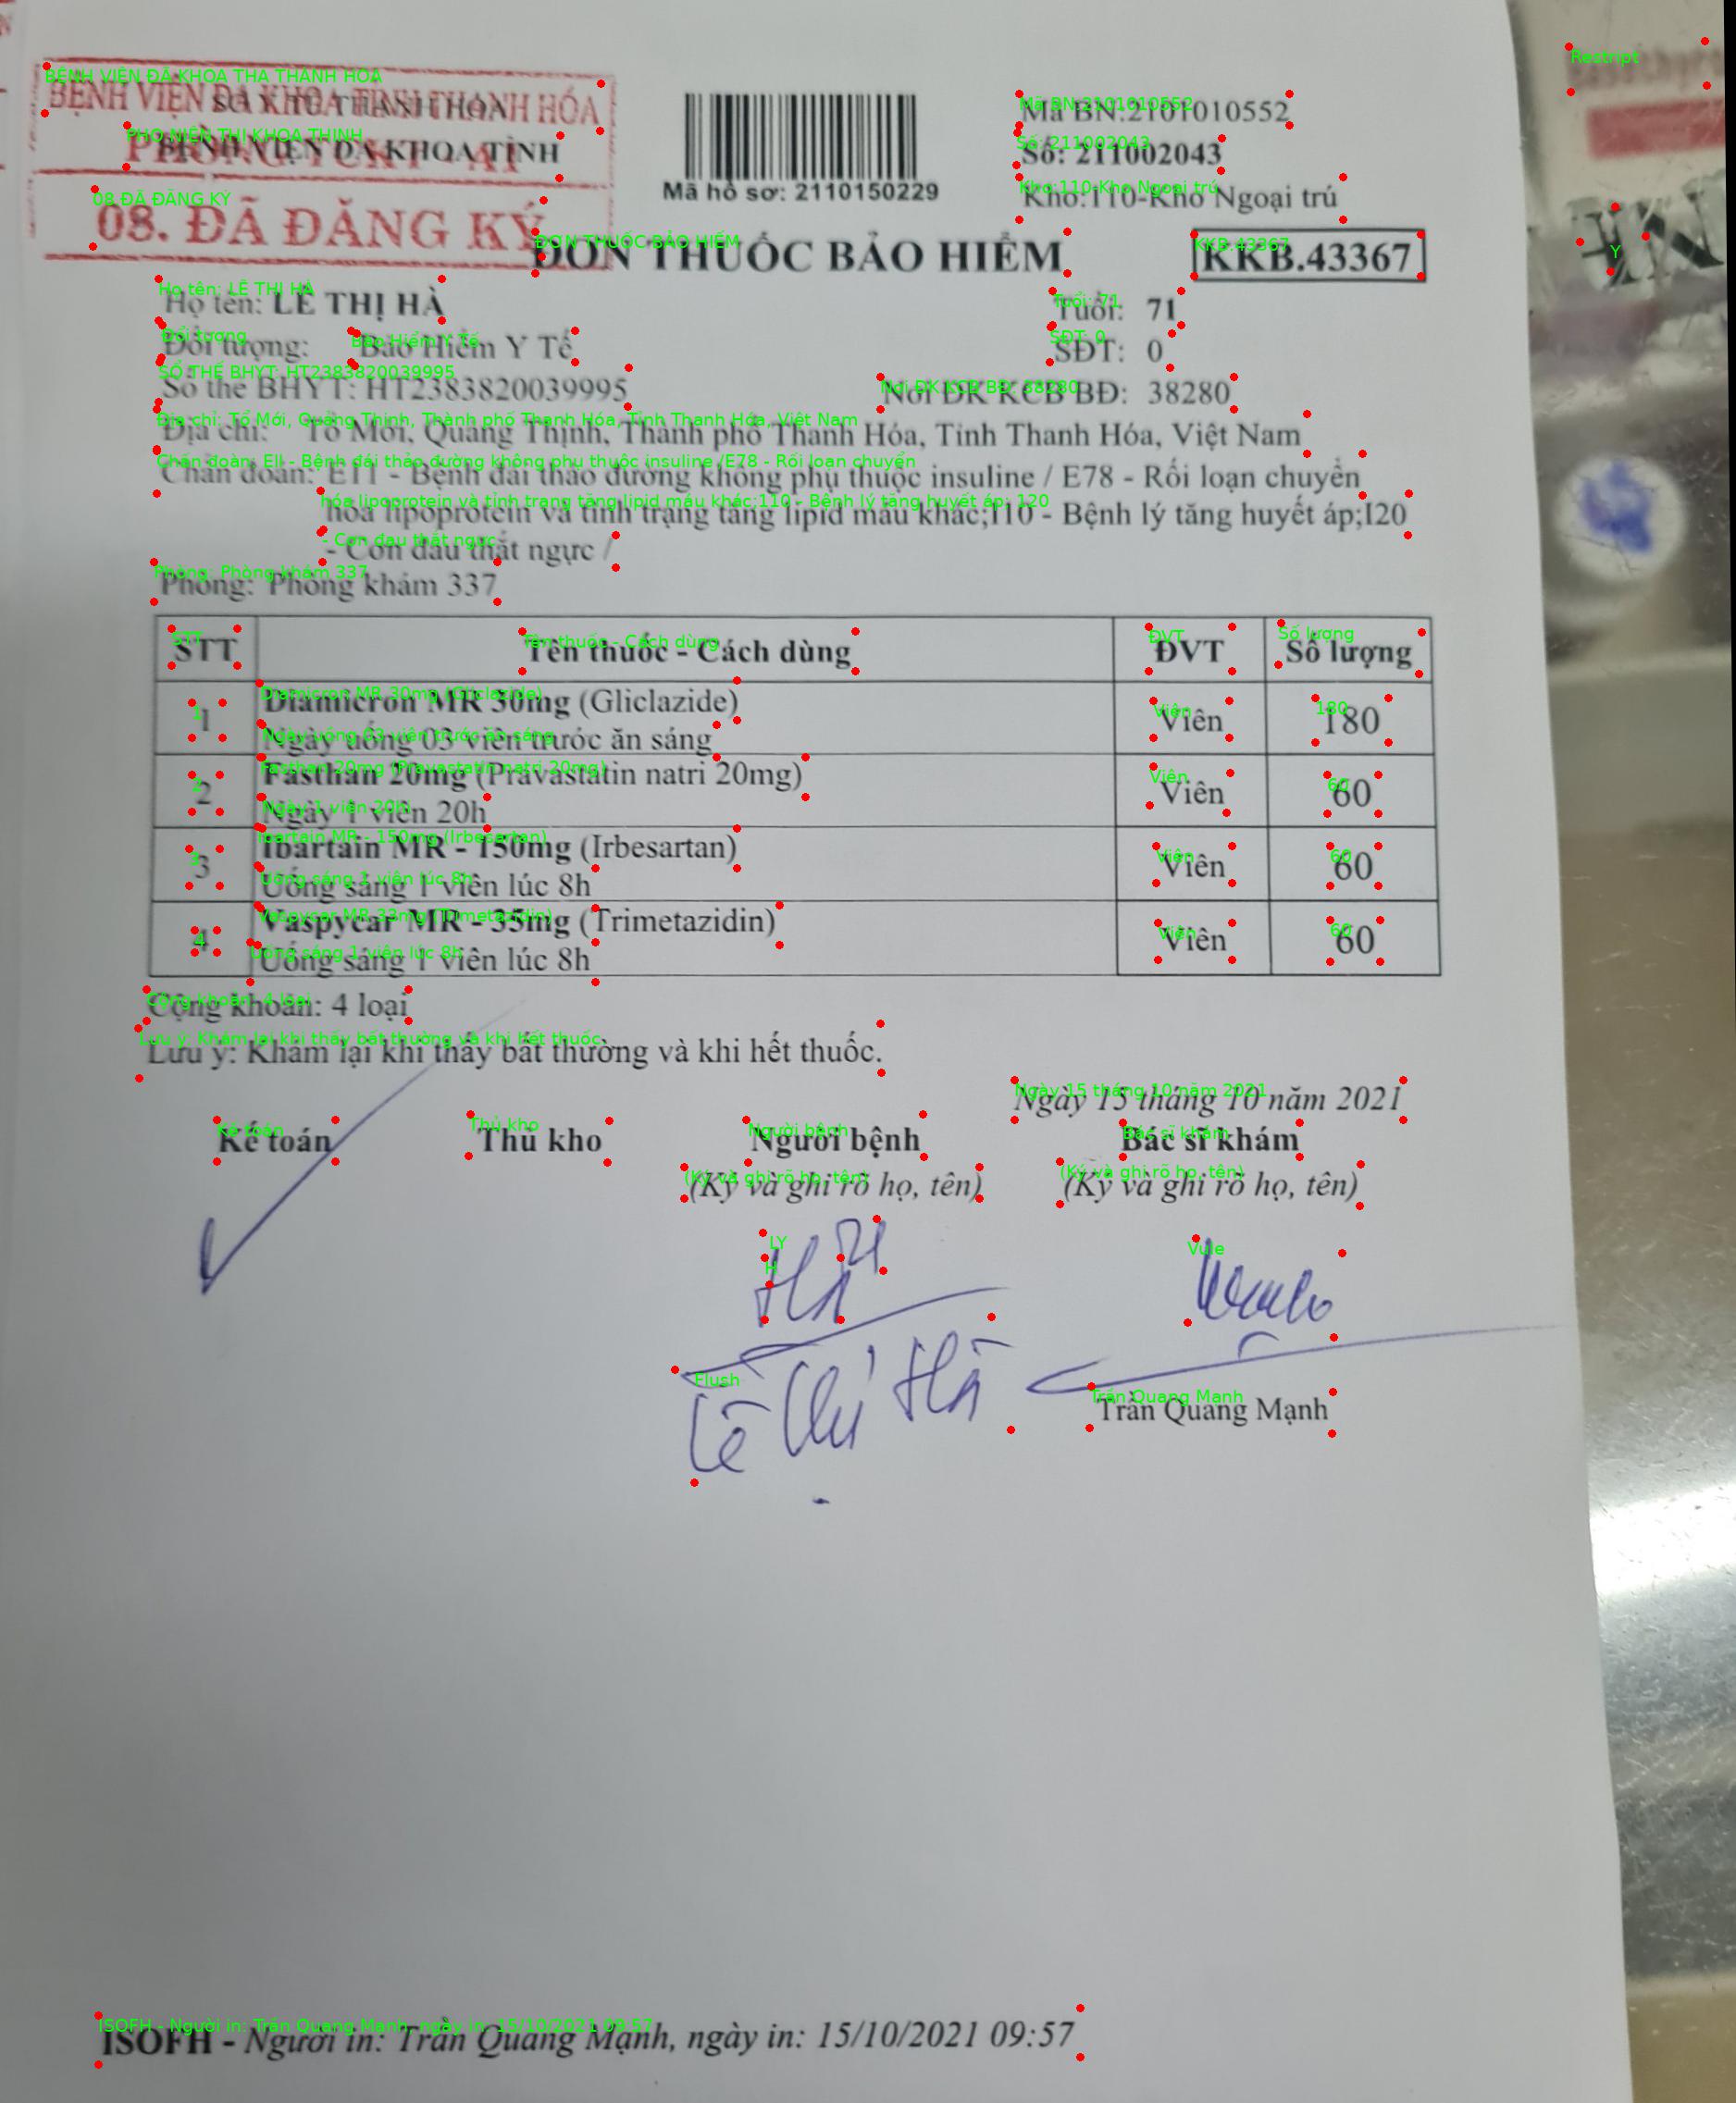 BỆNH VIỆN ĐA KHOA TỈNH THANH HÓA
SỞ Y TẾ THANH HÓA
BỆNH VIỆN ĐA KHOA TỈNH
08. ĐÃ ĐĂNG KÝ
Mã hồ sơ: 2110150229
Mã BN:2101010552
Số: 211002043
Kho:110-Kho Ngoại trú
ĐƠN THUỐC BẢO HIỂM
KKB.43367
Họ tên: LÊ THỊ HÀ
Tuổi: 71
Đối tượng: Bảo Hiểm Y Tế
SĐT: 0
Số thẻ BHYT: HT2383820039995
Nơi ĐK KCB BĐ: 38280
Địa chỉ: Tổ Mới, Quảng Thịnh, Thành phố Thanh Hóa, Tỉnh Thanh Hóa, Việt Nam
Chẩn đoán: E11 - Bệnh đái tháo đường không phụ thuộc insuline / E78 - Rối loạn chuyển
hóa lipoprotein và tình trạng tăng lipid máu khác;I10 - Bệnh lý tăng huyết áp;I20
- Cơn đau thắt ngực /
Phòng: Phòng khám 337
STT Tên thuốc - Cách dùng ĐVT Số lượng
1 Diamicron MR 30mg (Gliclazide) Viên 180
Ngày uống 03 viên trước ăn sáng
2 Fasthan 20mg (Pravastatin natri 20mg) Viên 60
Ngày 1 viên 20h
3 Ibartain MR - 150mg (Irbesartan) Viên 60
Uống sáng 1 viên lúc 8h
4 Vaspycar MR - 35mg (Trimetazidin) Viên 60
Uống sáng 1 viên lúc 8h
Cộng khoản: 4 loại
Lưu ý: Khám lại khi thấy bất thường và khi hết thuốc.
Ngày 15 tháng 10 năm 2021
Kế toán Thủ kho Người bệnh Bác sĩ khám
(Ký và ghi rõ họ, tên) (Ký và ghi rõ họ, tên)
Hà
Lê Thị Hà
Trần Quang Mạnh
ISOFH - Người in: Trần Quang Mạnh, ngày in: 15/10/2021 09:57